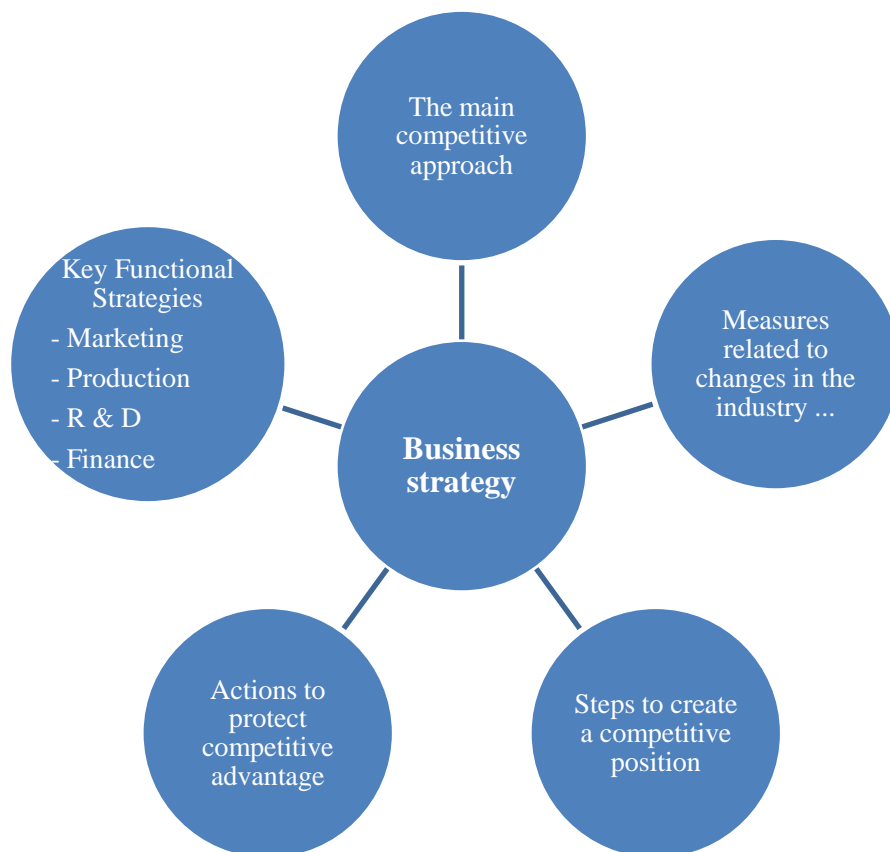 The main
competitive
approach
Key Functional
Strategies
- Marketing
- Production
- R & D
- Finance
Measures
related to
changes in the
industry ...
Business
strategy
Actions to
protect
competitive
advantage
Steps to create
a competitive
position